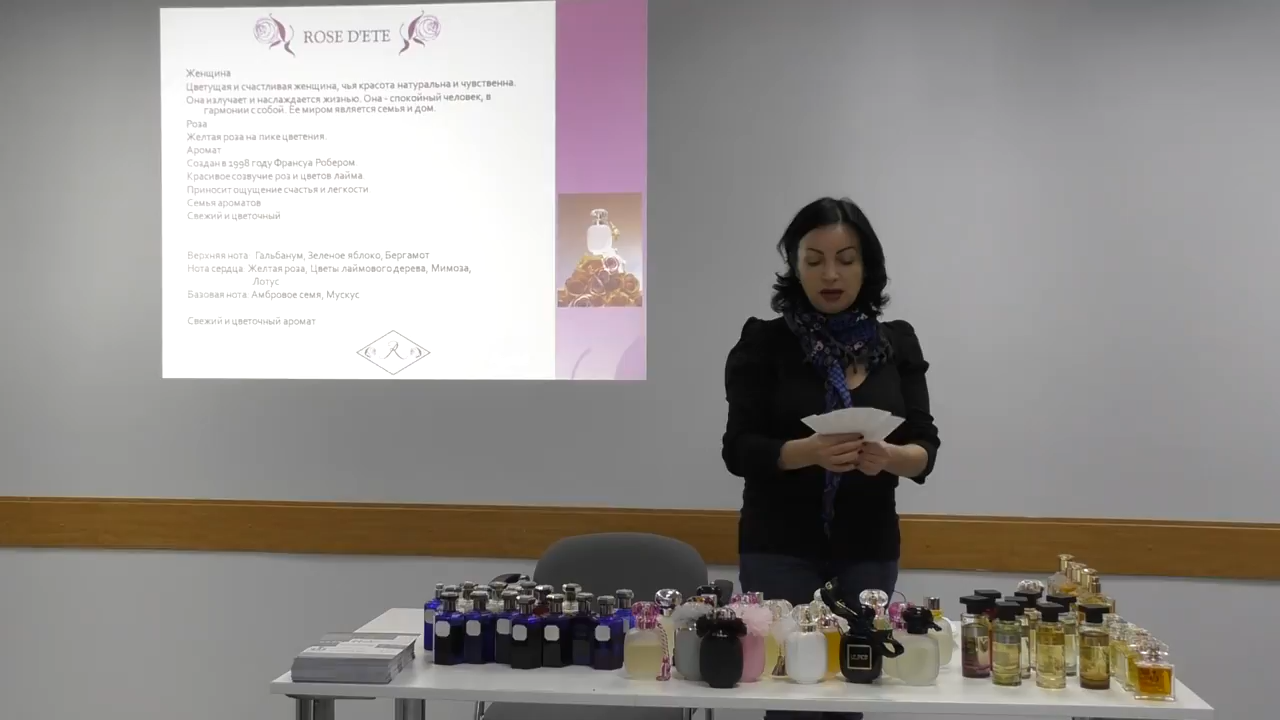 ROSE D'ETE
Женщина
Цветущая и счастливая женщина, чья красота натуральна и чувственна.
Она излучает и наслаждается жизнью. Она - спокойный человек, в
гармонии с собой. Ее миром является семья и дом.
Роза
Желтая роза на пике цветения.
Аромат
Создан в 1998 году Франсуа Робером.
Красивое созвучие роз и цветов лайма
Приносит ощущение счастья и легкости
Семья ароматов
Свежий и цветочный
Верхняя нота: Гальбанум, Зеленое яблоко, Бергамот
Нота сердца: Желтая роза, Цветы лаймового дерева, Мимоза,
Лотус
Базовая нота: Амбровое семя, Мускус
Свежий и цветочный аромат
R